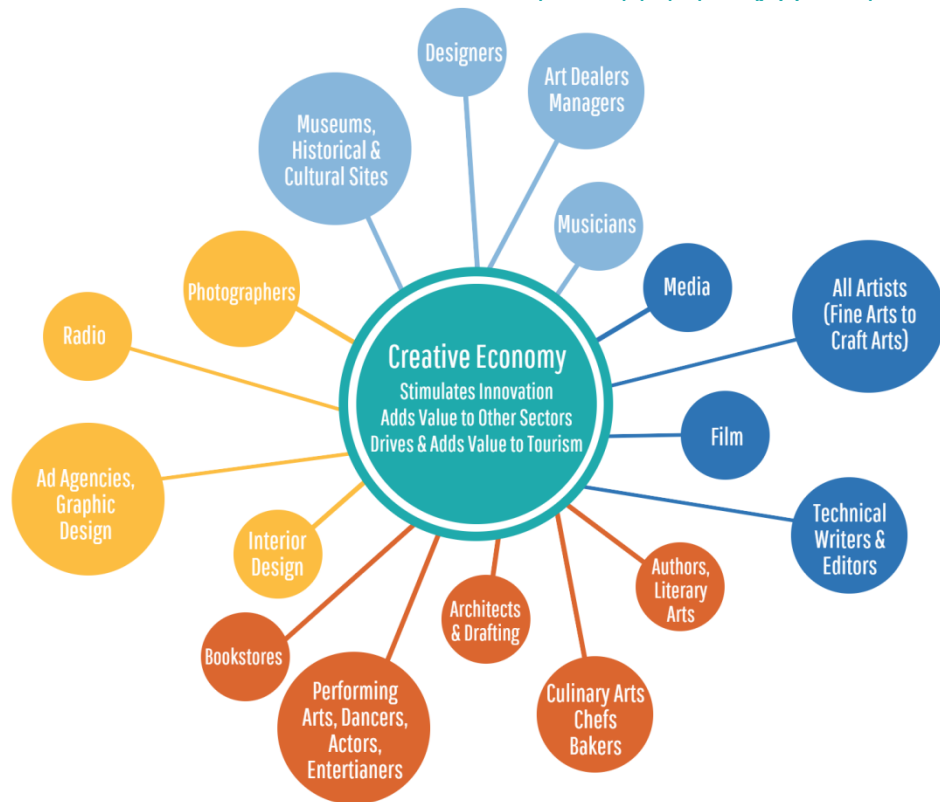 Designers
Art Dealers
Managers
Museums,
Historical &
Cultural Sites
Musicians
Media
All Artists
(Fine Arts to
Craft Arts)
Photographers
Radio
Creative Economy
Stimulates Innovation
Adds Value to Other Sectors
Drives & Adds Value to Tourism
Film
Ad Agencies,
Graphic
Design
Technical
Writers &
Editors
Interior
Design
Authors,
Literary
Arts
Architects
& Drafting
Bookstores
Performing
Arts, Dancers,
Actors,
Entertianers
Culinary Arts
Chefs
Bakers